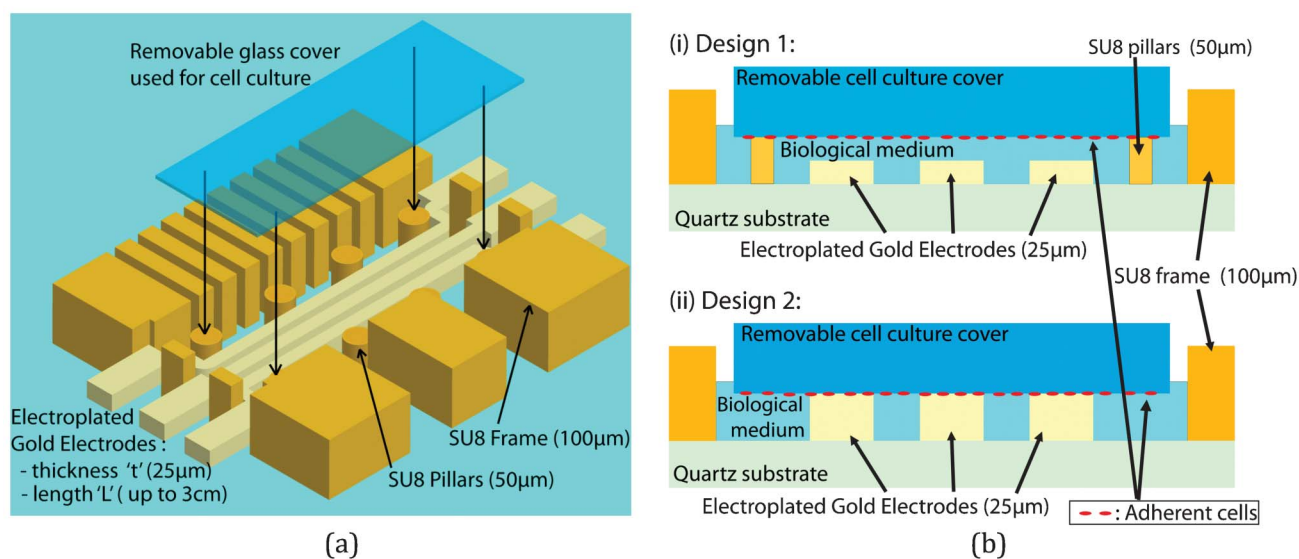 Removable glass cover
used for cell culture
Electroplated
Gold Electrodes :
- thickness ‘t’ (25µm)
- length ‘L’ ( up to 3cm)
SU8 Frame (100µm)
SU8 Pillars (50µm)
(a)
(i) Design 1:
SU8 pillars (50µm)
Removable cell culture cover
Biological medium
Quartz substrate
Electroplated Gold Electrodes (25µm)
SU8 frame (100µm)
(ii) Design 2:
Removable cell culture cover
Biological
medium
Quartz substrate
Electroplated Gold Electrodes (25µm)
: Adherent cells
(b)